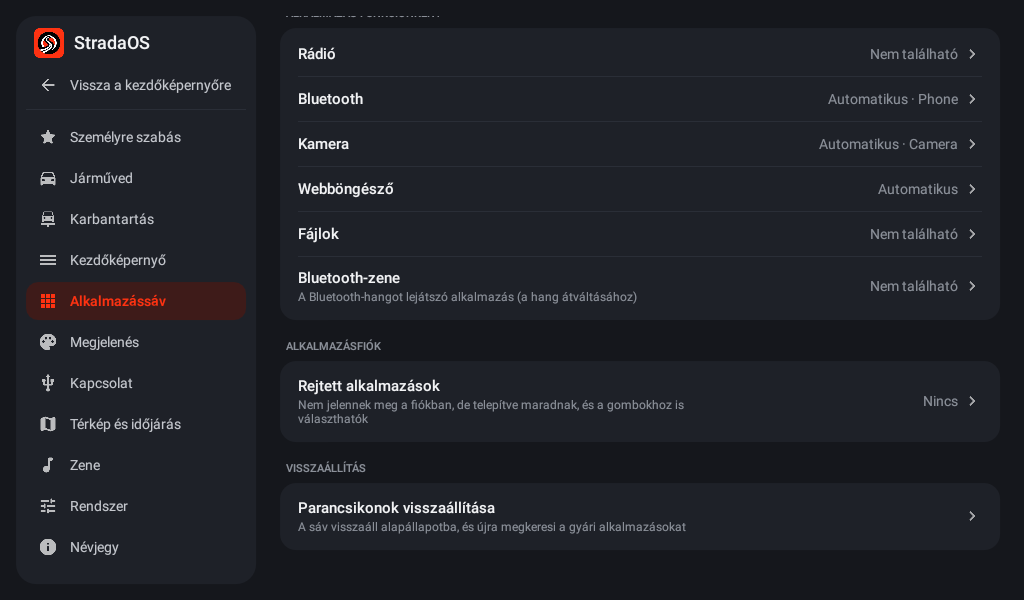 StradaOS
Vissza a kezdőképernyőre
Személyre szabás
Járműved
Karbantartás
Kezdőképernyő
Alkalmazássáv
Megjelenés
Kapcsolat
Térkép és időjárás
Zene
Rendszer
Névjegy
Rádió
Nem található
Bluetooth
Automatikus · Phone
Kamera
Automatikus · Camera
Webböngésző
Automatikus
Fájlok
Nem található
Bluetooth-zene
A Bluetooth-hangot lejátszó alkalmazás (a hang átváltásához)
Nem található
ALKALMAZÁSFIÓK
Rejtett alkalmazások
Nem jelennek meg a fiókban, de telepítve maradnak, és a gombokhoz is
választhatók
Nincs
VISSZAÁLLÍTÁS
Parancsikonok visszaállítása
A sáv visszaáll alapállapotba, és újra megkeresi a gyári alkalmazásokat